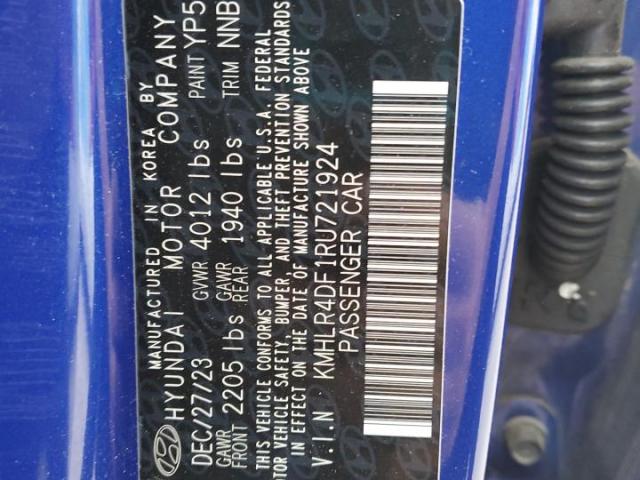 MANUFACTURED IN KOREA BY
HYUNDAI MOTOR COMPANY
DEC/27/23 GVWR 4012 lbs PAINT YP5
GAWR FRONT 2205 lbs GAWR REAR 1940 lbs TRIM NNB
THIS VEHICLE CONFORMS TO ALL APPLICABLE U.S.A. FEDERAL
MOTOR VEHICLE SAFETY, BUMPER, AND THEFT PREVENTION STANDARDS
IN EFFECT ON THE DATE OF MANUFACTURE SHOWN ABOVE
V.I.N KMHLR4DF1RU721924
PASSENGER CAR